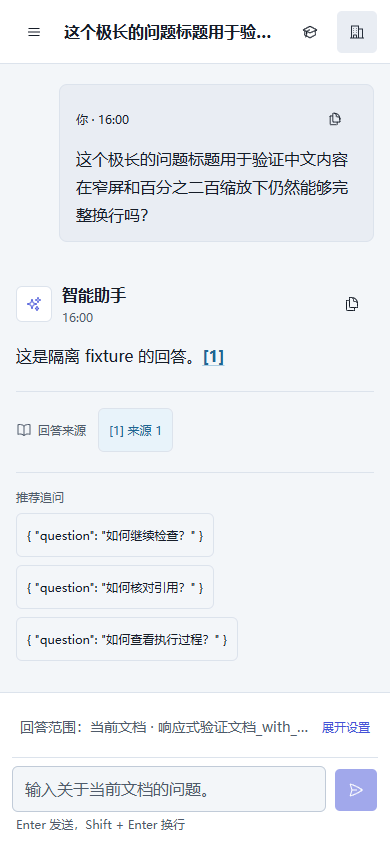 这个极长的问题标题用于验...
你 · 16:00
这个极长的问题标题用于验证中文内容
在窄屏和百分之二百缩放下仍然能够完
整换行吗？
智能助手
16:00
这是隔离 fixture 的回答。[1]
回答来源 [1] 来源 1
推荐追问
{ "question": "如何继续检查？" }
{ "question": "如何核对引用？" }
{ "question": "如何查看执行过程？" }
回答范围：当前文档 · 响应式验证文档_with_... 展开设置
输入关于当前文档的问题。
Enter 发送，Shift + Enter 换行